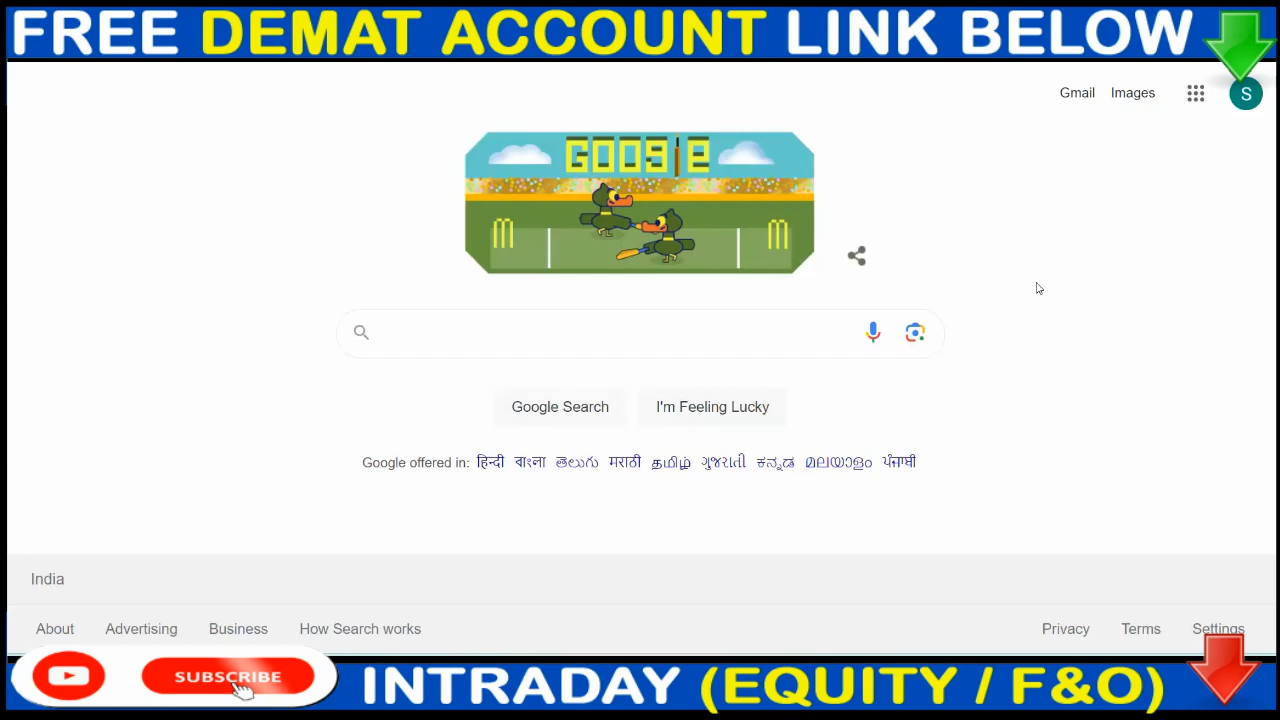 FREE DEMAT ACCOUNT LINK BELOW
Gmail Images
S
GOOGLE
Google Search I'm Feeling Lucky
Google offered in: हिन्दी বাংলা తెలుగు मराठी தமிழ் ગુજરાતી ಕನ್ನಡ മലയാളം ਪੰਜਾਬੀ
India
About Advertising Business How Search works Privacy Terms Settings
SUBSCRIBE
INTRADAY (EQUITY / F&O)